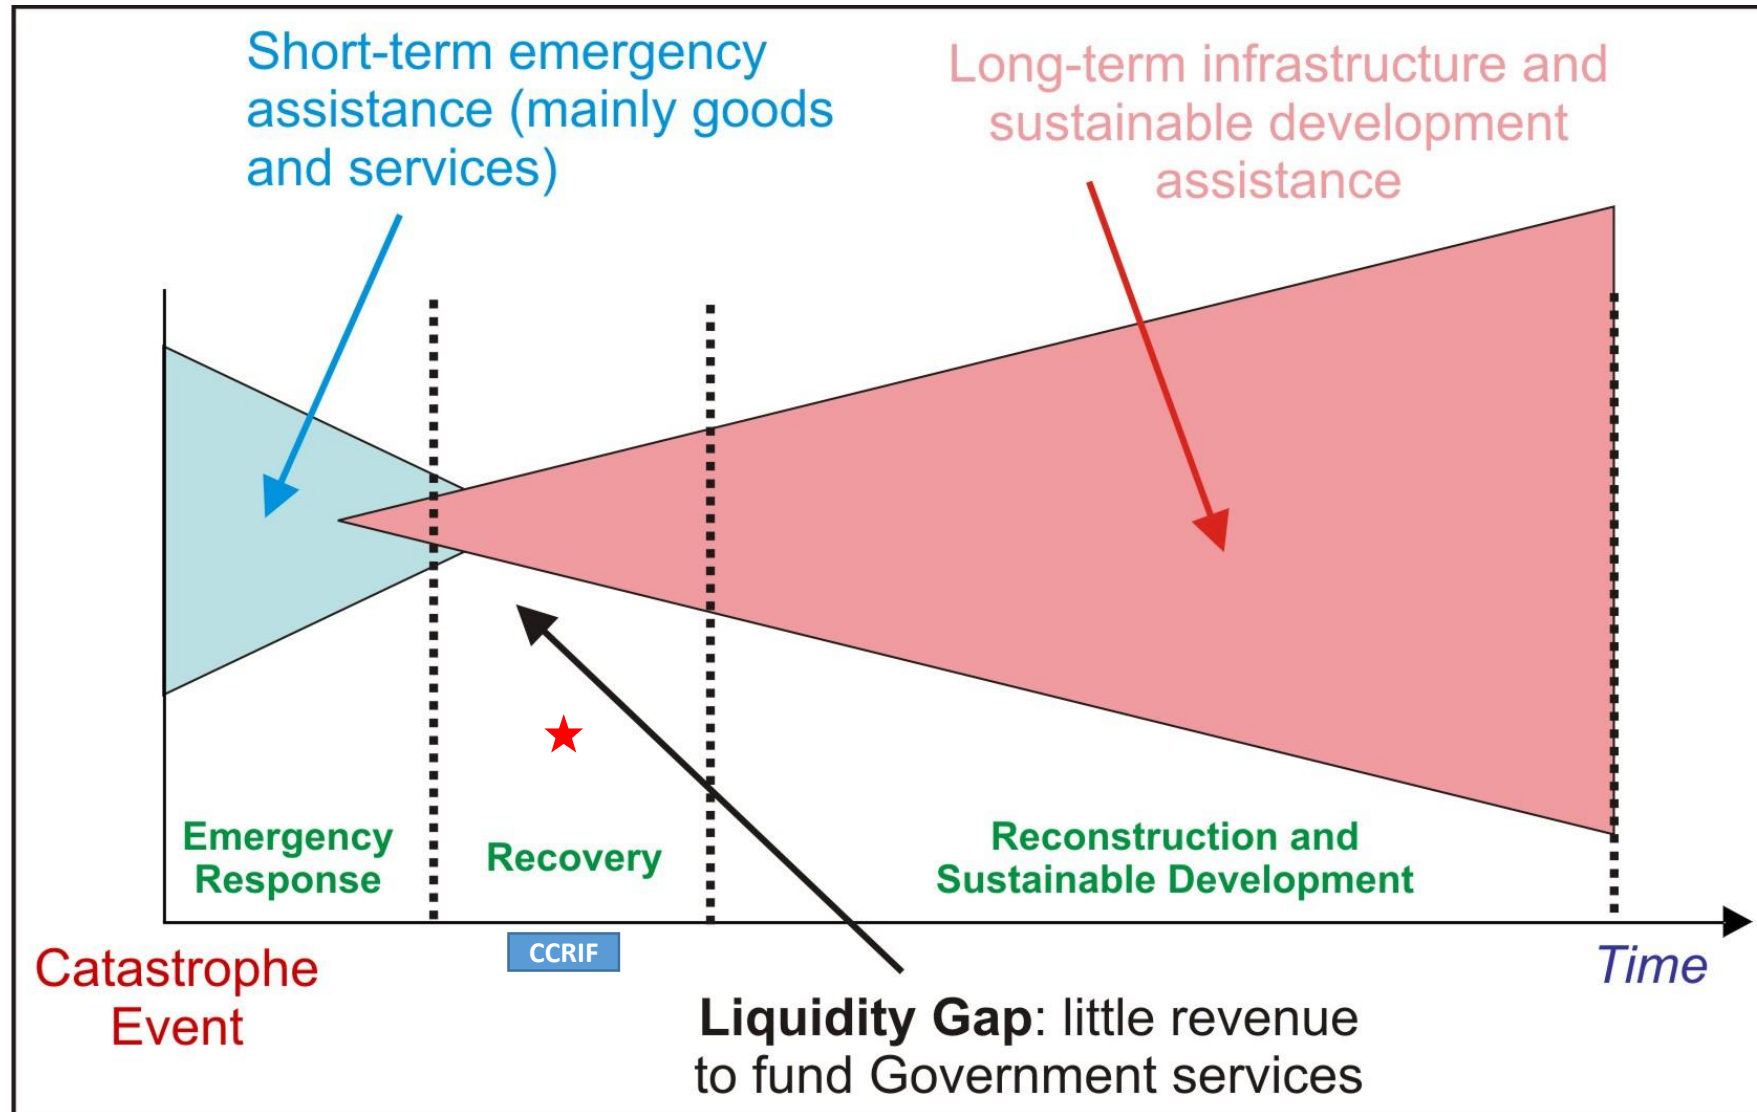 Short-term emergency
assistance (mainly goods
and services)
Long-term infrastructure and
sustainable development
assistance
Emergency
Response
Recovery
Reconstruction and
Sustainable Development
CCRIF
Catastrophe
Event
Time
Liquidity Gap: little revenue
to fund Government services